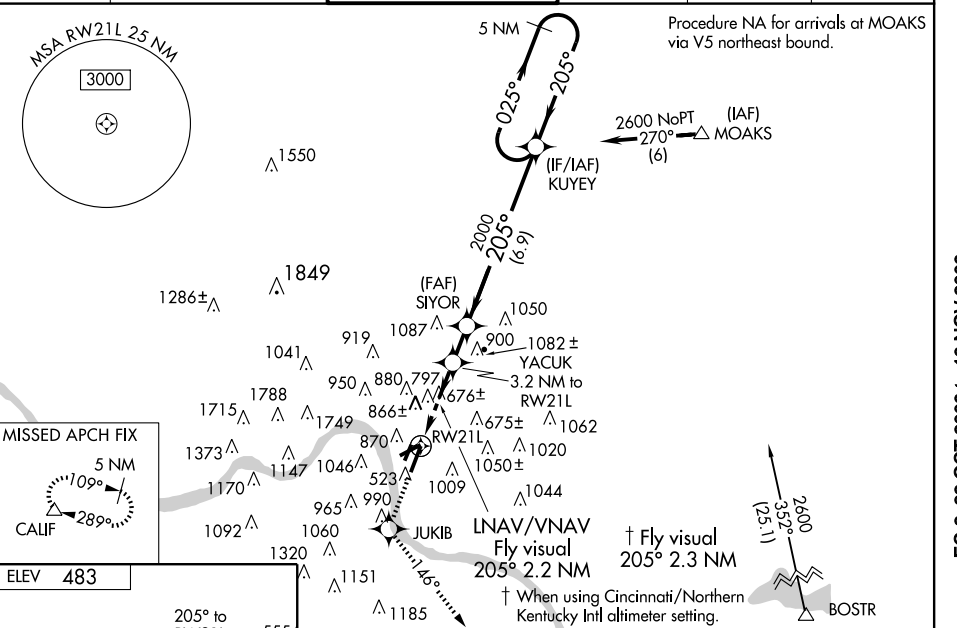 MSA RW21L 25 NM
3000
5 NM
025°
205°
Procedure NA for arrivals at MOAKS
via V5 northeast bound.
2600 NoPT
270°
(6)
(IAF)
MOAKS
(IF/IAF)
KUYEY
1550
2000
205°
(6.9)
1849
1286±
(FAF)
SIYOR
1087
1050
919
900
1082 ±
YACUK
3.2 NM to
RW21L
1041
950
880
797
676±
1788
1715
1749
866±
675±
1062
870
RW21L
1373
1147
1046
523
1050±
1020
1170
1009
965
990
1044
1092
1060
JUKIB
1320
1151
1185
146°
MISSED APCH FIX
5 NM
109°
289°
CALIF
LNAV/VNAV
Fly visual
205° 2.2 NM
† Fly visual
205° 2.3 NM
† When using Cincinnati/Northern
Kentucky Intl altimeter setting.
2600
352°
(25.1)
BOSTR
ELEV 483
205° to